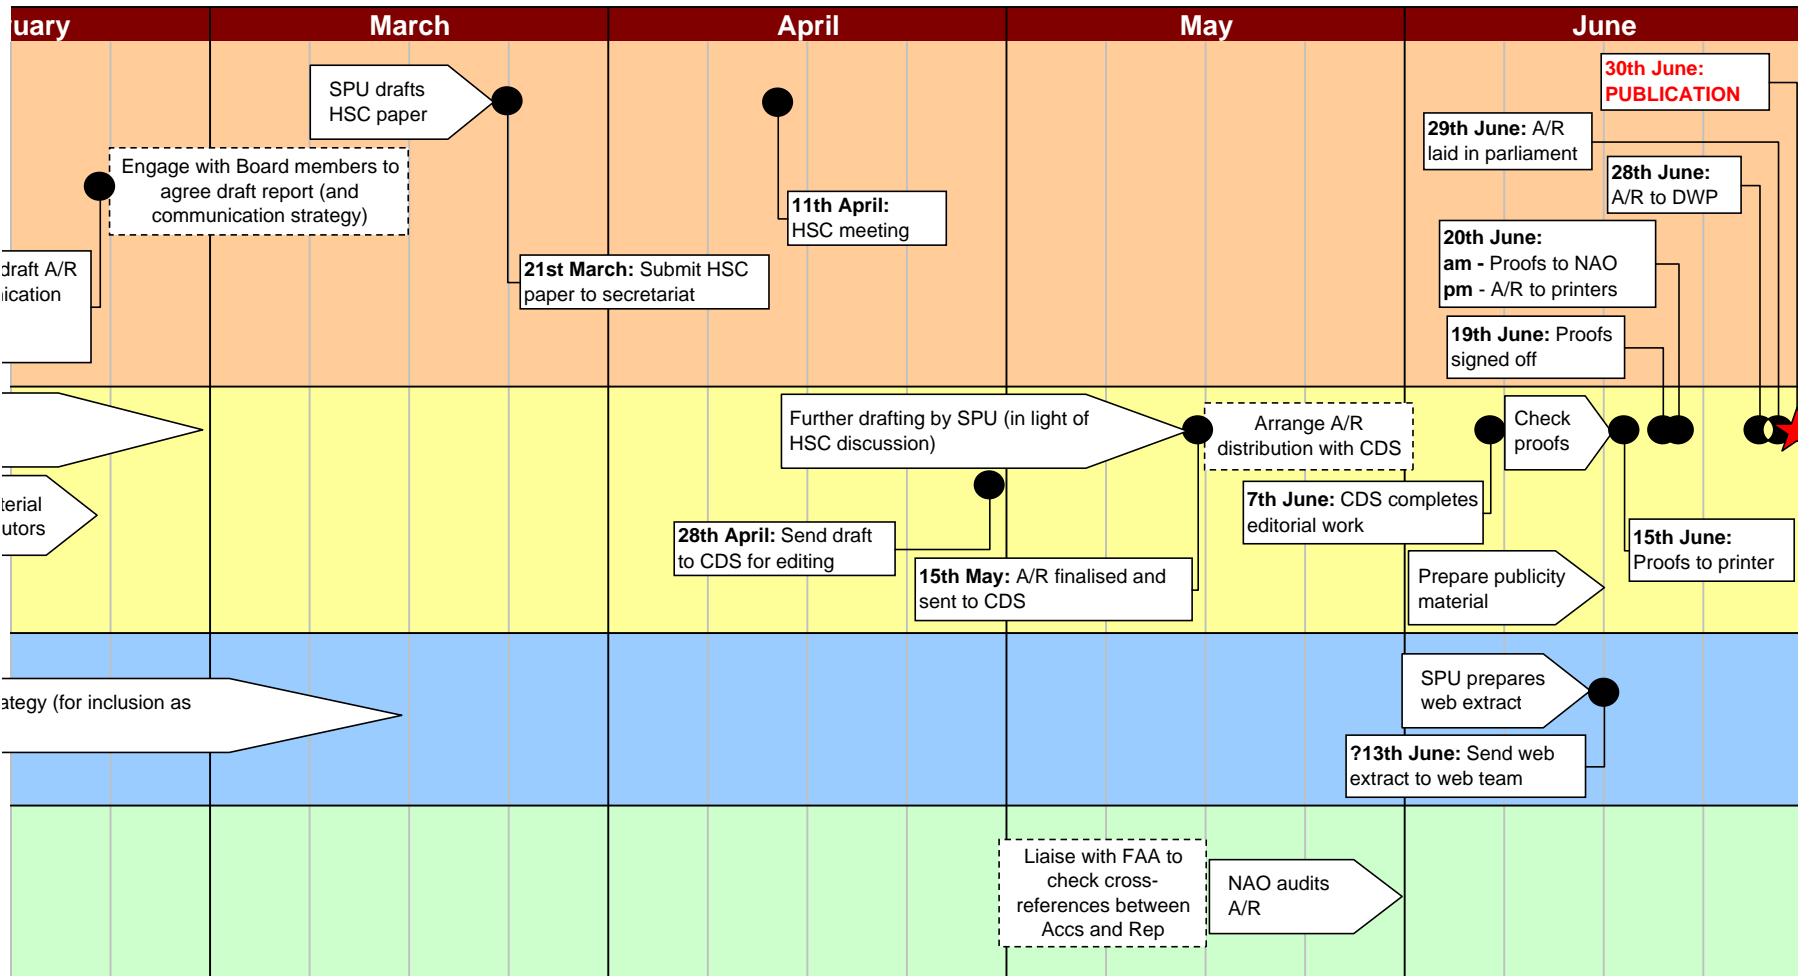 uary March April May June
SPU drafts
HSC paper
30th June:
PUBLICATION
29th June: A/R
laid in parliament
Engage with Board members to
agree draft report (and
communication strategy)
28th June:
A/R to DWP
11th April:
HSC meeting
20th June:
am - Proofs to NAO
pm - A/R to printers
draft A/R
ication
21st March: Submit HSC
paper to secretariat
19th June: Proofs
signed off
Further drafting by SPU (in light of
HSC discussion)
Arrange A/R
distribution with CDS
Check
proofs
terial
utors
7th June: CDS completes
editorial work
28th April: Send draft
to CDS for editing
15th June:
Proofs to printer
15th May: A/R finalised and
sent to CDS
Prepare publicity
material
ategy (for inclusion as
SPU prepares
web extract
?13th June: Send web
extract to web team
Liaise with FAA to
check cross-
references between
Accs and Rep
NAO audits
A/R